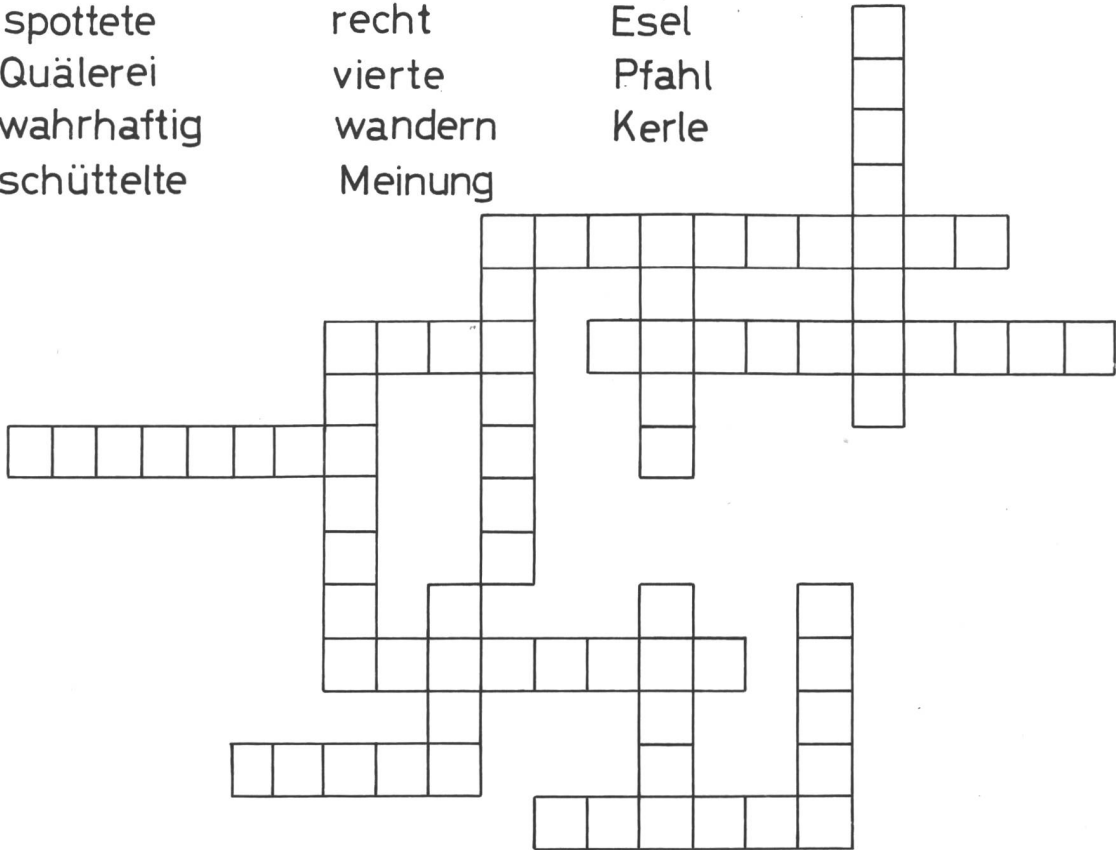 spottete recht Esel
Quälerei vierte Pfahl
wahrhaftig wandern Kerle
schüttelte Meinung